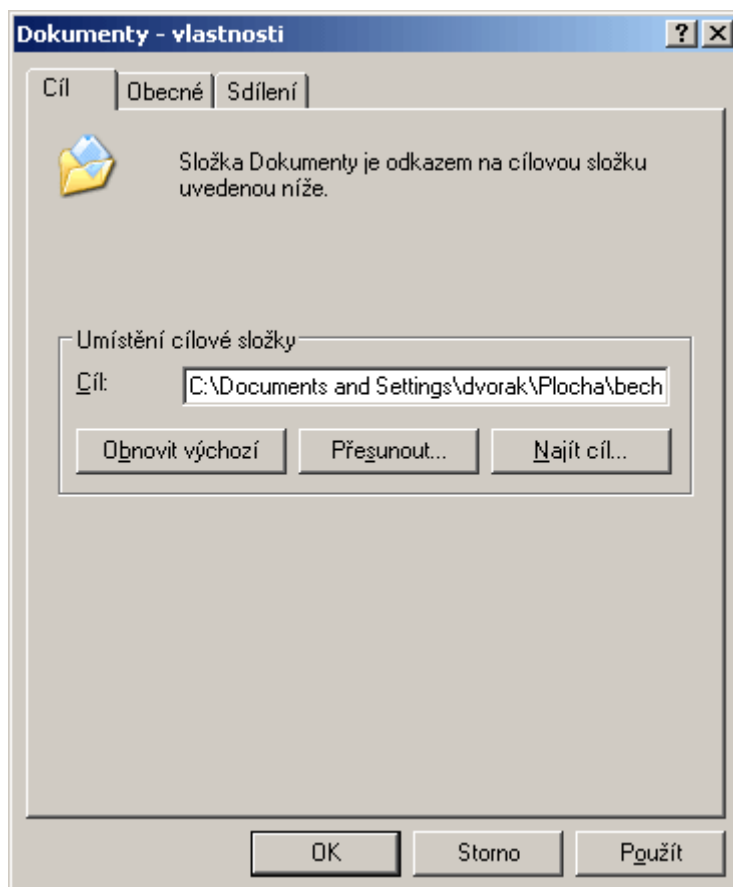 Dokumenty - vlastnosti
Cíl
Obecné
Sdílení
Složka Dokumenty je odkazem na cílovou složku
uvedenou níže.
Umístění cílové složky
Cíl:
C:\Documents and Settings\dvorak\Plocha\bech
Obnovit výchozí
Přesunout...
Najít cíl...
OK
Storno
Použít